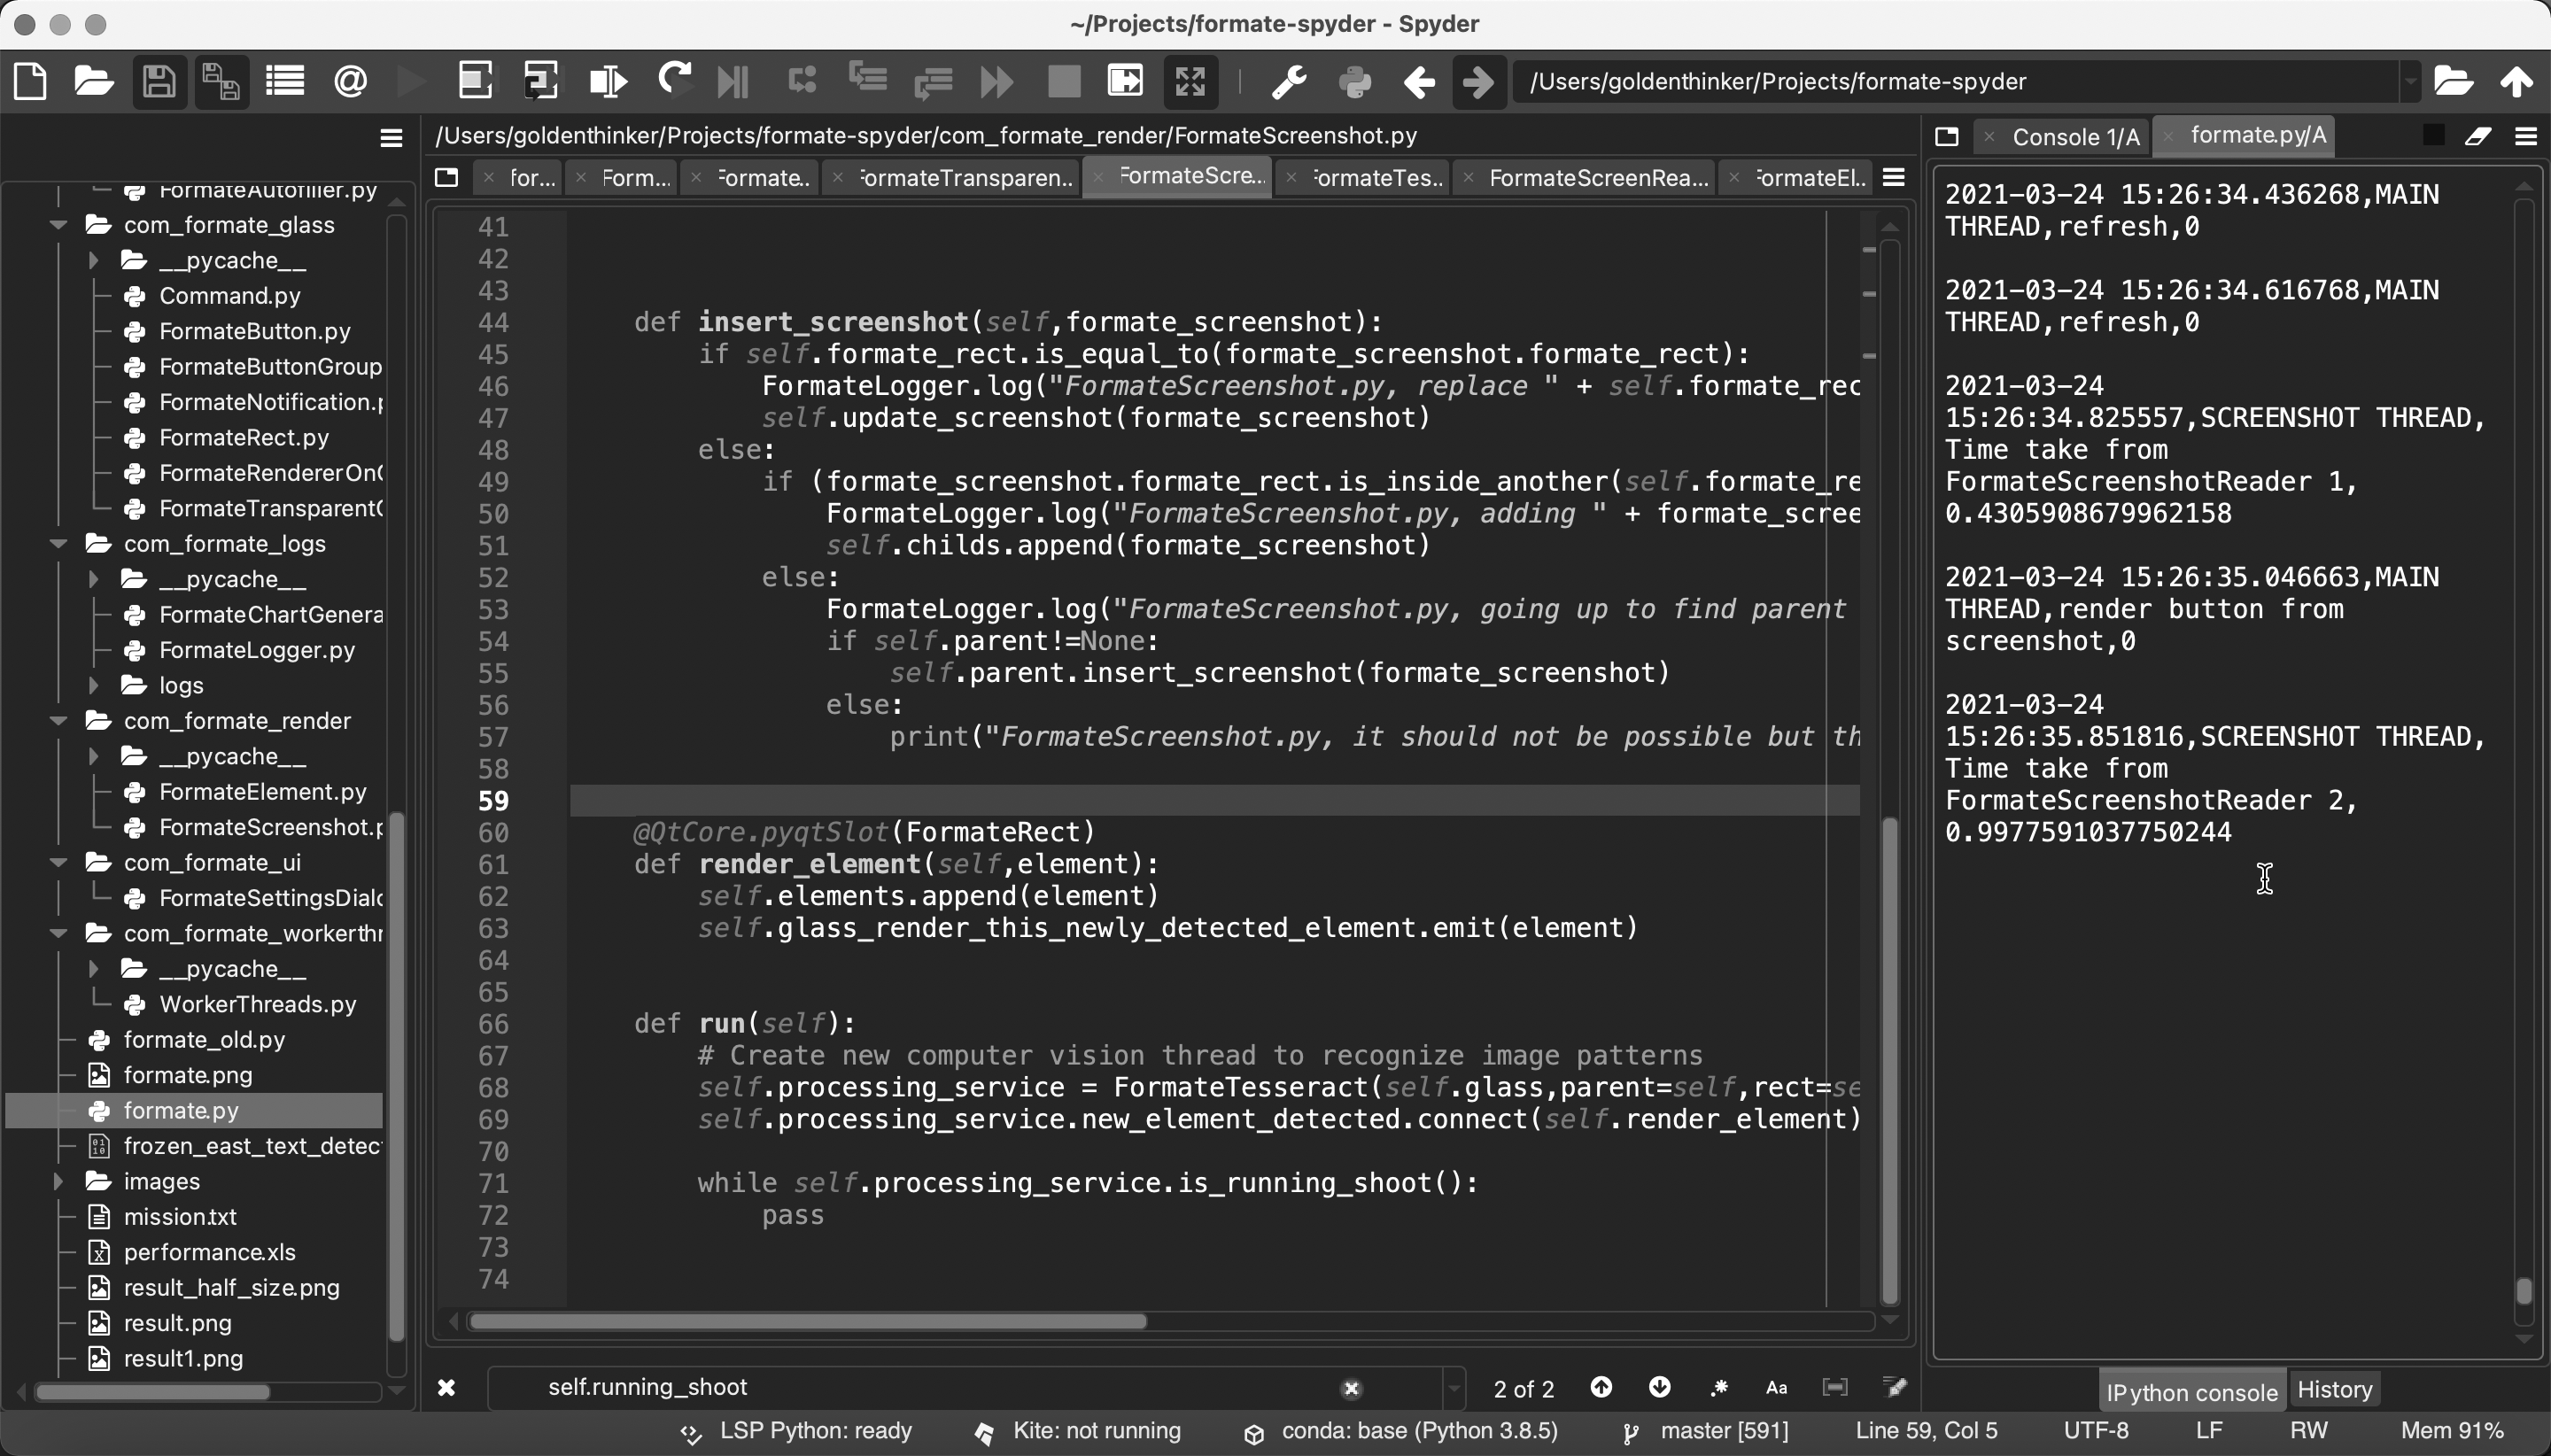 ~/Projects/formate-spyder - Spyder
/Users/goldenthinker/Projects/formate-spyder
/Users/goldenthinker/Projects/formate-spyder/com_formate_render/FormateScreenshot.py
Console 1/A
formate.py/A
for...
Form...
Formate..
FormateTransparen..
FormateScre...
FormateTes..
FormateScreenRea...
FormateEl..
FormateAutofiller.py
com_formate_glass
__pycache__
Command.py
FormateButton.py
FormateButtonGroup
FormateNotification.p
FormateRect.py
FormateRendererOn
FormateTransparent
com_formate_logs
__pycache__
FormateChartGenera
FormateLogger.py
logs
com_formate_render
__pycache__
FormateElement.py
FormateScreenshot.p
com_formate_ui
FormateSettingsDialo
com_formate_workerthr
__pycache__
WorkerThreads.py
formate_old.py
formate.png
formate.py
frozen_east_text_detec
images
mission.txt
performance.xls
result_half_size.png
result.png
result1.png
41
42
43
44 def insert_screenshot(self,formate_screenshot):
45 if self.formate_rect.is_equal_to(formate_screenshot.formate_rect):
46 FormateLogger.log("FormateScreenshot.py, replace " + self.formate_rec
47 self.update_screenshot(formate_screenshot)
48 else:
49 if (formate_screenshot.formate_rect.is_inside_another(self.formate_re
50 FormateLogger.log("FormateScreenshot.py, adding " + formate_scree
51 self.childs.append(formate_screenshot)
52 else:
53 FormateLogger.log("FormateScreenshot.py, going up to find parent
54 if self.parent!=None:
55 self.parent.insert_screenshot(formate_screenshot)
56 else:
57 print("FormateScreenshot.py, it should not be possible but th
58
59
60 @QtCore.pyqtSlot(FormateRect)
61 def render_element(self,element):
62 self.elements.append(element)
63 self.glass_render_this_newly_detected_element.emit(element)
64
65
66 def run(self):
67 # Create new computer vision thread to recognize image patterns
68 self.processing_service = FormateTesseract(self.glass,parent=self,rect=se
69 self.processing_service.new_element_detected.connect(self.render_element)
70
71 while self.processing_service.is_running_shoot():
72 pass
73
74
2021-03-24 15:26:34.436268,MAIN
THREAD,refresh,0
2021-03-24 15:26:34.616768,MAIN
THREAD,refresh,0
2021-03-24
15:26:34.825557,SCREENSHOT THREAD,
Time take from
FormateScreenshotReader 1,
0.4305908679962158
2021-03-24 15:26:35.046663,MAIN
THREAD,render button from
screenshot,0
2021-03-24
15:26:35.851816,SCREENSHOT THREAD,
Time take from
FormateScreenshotReader 2,
0.9977591037750244
self.running_shoot
2 of 2
Aa
IPython console
History
LSP Python: ready
Kite: not running
conda: base (Python 3.8.5)
master [591]
Line 59, Col 5
UTF-8
LF
RW
Mem 91%